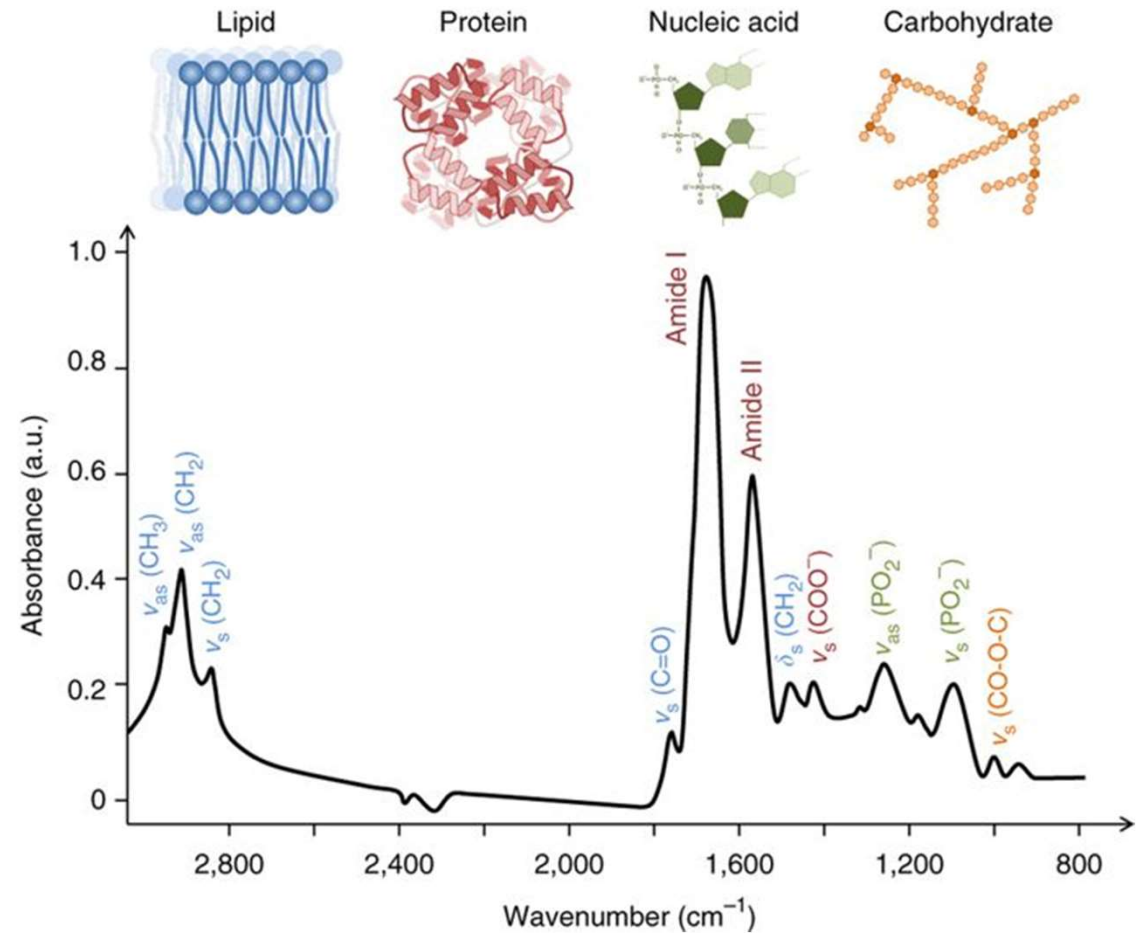 Lipid
Protein
Nucleic acid
Carbohydrate
Absorbance (a.u.)
1.0
0.8
0.6
0.4
0.2
0
νas (CH3)
νas (CH2)
νs (CH2)
νs (C=O)
Amide I
Amide II
δs (CH2)
νs (COO−)
νas (PO2−)
νs (PO2−)
νs (CO-O-C)
2,800
2,400
2,000
1,600
1,200
800
Wavenumber (cm−1)